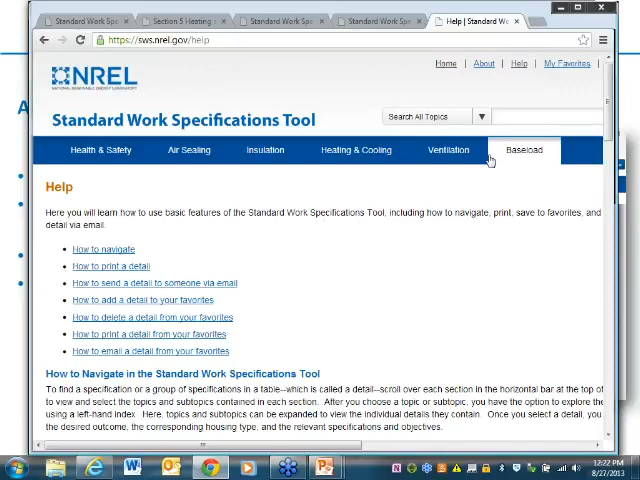 Standard Work Spe
Section 5 Heating
Standard Work Spe
Standard Work Spe
Help | Standard Wo
https://sws.nrel.gov/help
Home About Help My Favorites
NREL
NATIONAL RENEWABLE ENERGY LABORATORY
Standard Work Specifications Tool
Search All Topics
Health & Safety Air Sealing Insulation Heating & Cooling Ventilation Baseload
Help
Here you will learn how to use basic features of the Standard Work Specifications Tool, including how to navigate, print, save to favorites, and
detail via email.
How to navigate
How to print a detail
How to send a detail to someone via email
How to add a detail to your favorites
How to delete a detail from your favorites
How to print a detail from your favorites
How to email a detail from your favorites
How to Navigate in the Standard Work Specifications Tool
To find a specification or a group of specifications in a table--which is called a detail--scroll over each section in the horizontal bar at the top of
to view and select the topics and subtopics contained in each section. After you choose a topic or subtopic, you have the option to explore the
using a left-hand index. Here, topics and subtopics can be expanded to view the individual details they contain. Once you select a detail, you
the desired outcome, the corresponding housing type, and the relevant specifications and objectives.
12:22 PM
8/27/2013